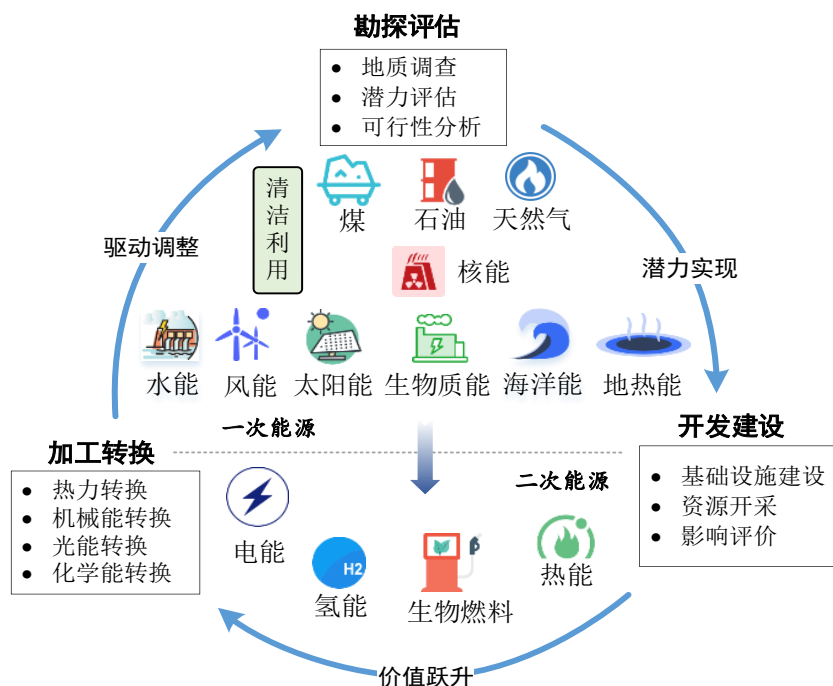 勘探评估
• 地质调查
• 潜力评估
• 可行性分析
清洁利用
煤
石油
天然气
驱动调整
核能
潜力实现
水能
风能
太阳能
生物质能
海洋能
地热能
一次能源
开发建设
加工转换
• 基础设施建设
• 资源开采
• 影响评价
二次能源
• 热力转换
• 机械能转换
• 光能转换
• 化学能转换
电能
H2
氢能
生物燃料
热能
价值跃升